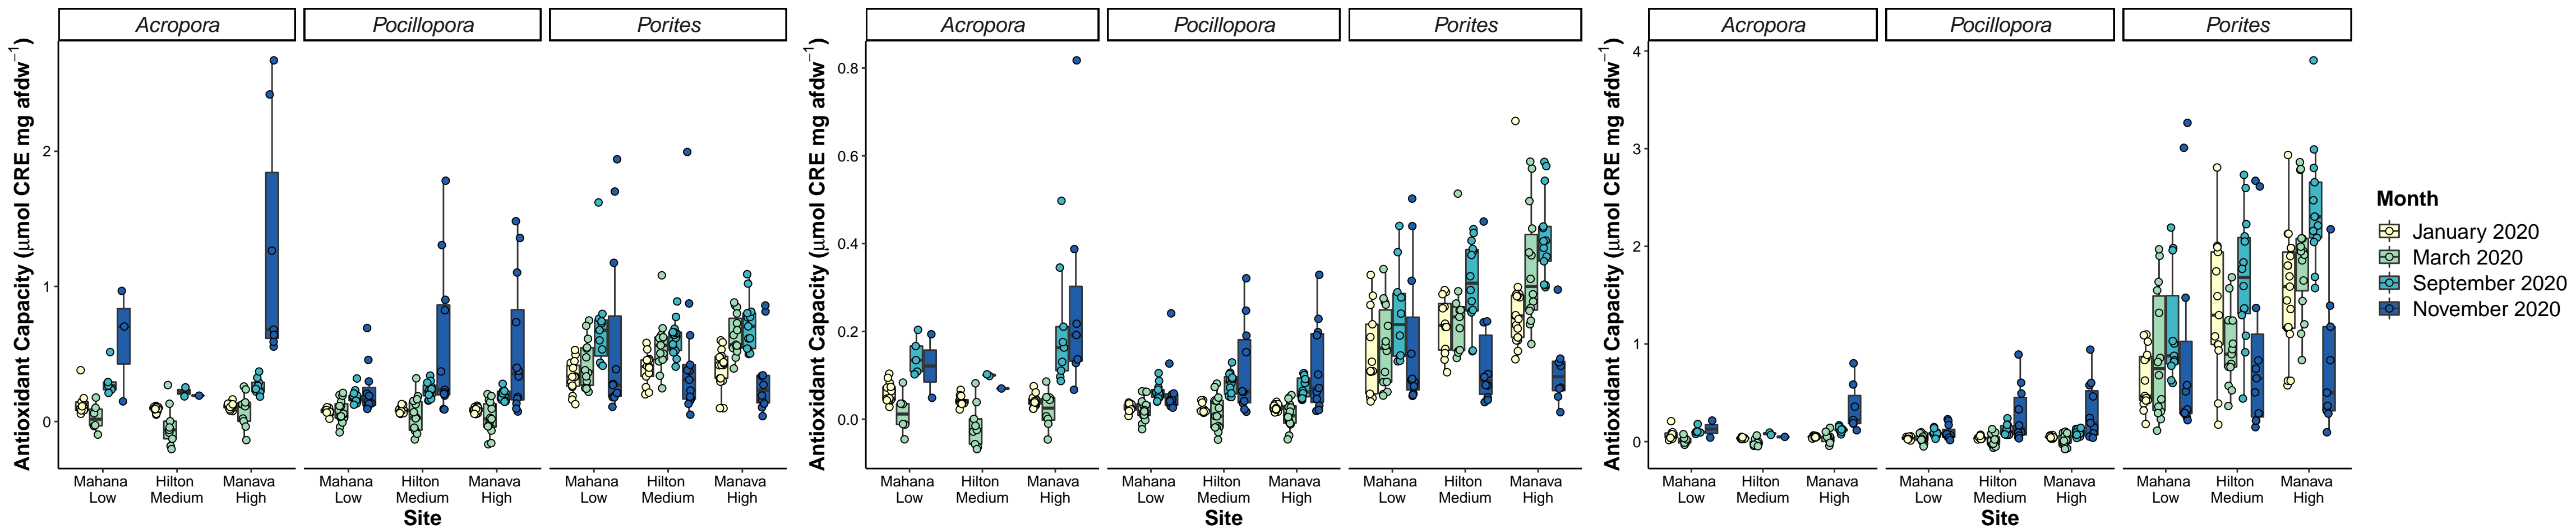 Acropora Pocillopora Porites
Antioxidant Capacity (μmol CRE mg afdw⁻¹)
2
1
0
Mahana Low Hilton Medium Manava High Mahana Low Hilton Medium Manava High Mahana Low Hilton Medium Manava High
Site
Acropora Pocillopora Porites
Antioxidant Capacity (μmol CRE mg afdw⁻¹)
0.8
0.6
0.4
0.2
0.0
Mahana Low Hilton Medium Manava High Mahana Low Hilton Medium Manava High Mahana Low Hilton Medium Manava High
Site
Acropora Pocillopora Porites
Antioxidant Capacity (μmol CRE mg afdw⁻¹)
4
3
2
1
0
Mahana Low Hilton Medium Manava High Mahana Low Hilton Medium Manava High Mahana Low Hilton Medium Manava High
Site
Month
January 2020
March 2020
September 2020
November 2020